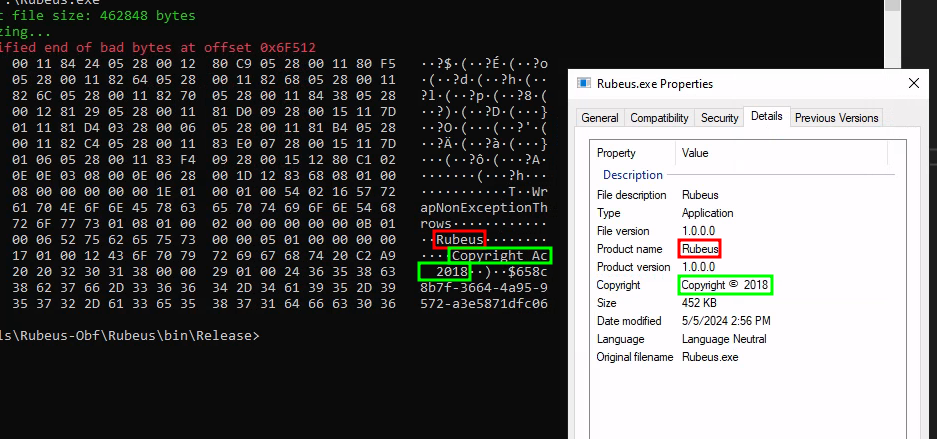 .\Rubeus.exe
t file size: 462848 bytes
zing...
ified end of bad bytes at offset 0x6F512
00 11 84 24 05 28 00 12 80 C9 05 28 00 11 80 F5 ··?$·(··?É·(··?o
05 28 00 11 82 64 05 28 00 11 82 68 05 28 00 11 ·(··?d·(··?h·(··
82 6C 05 28 00 11 82 70 05 28 00 11 84 38 05 28 ?l·(··?p·(··?8·(
00 12 81 29 05 28 00 11 81 D0 09 28 00 15 11 7D ··?)·(··?D·(···}
01 11 81 D4 03 28 00 06 05 28 00 11 81 B4 05 28 ··?O·(···(··?'·(
00 11 82 C4 05 28 00 11 83 E0 07 28 00 15 11 7D ··?Ä·(··?à·(···}
01 06 05 28 00 11 83 F4 09 28 00 15 12 80 C1 02 ···(··?ô·(···?A·
0E 0E 03 08 00 0E 06 28 00 1D 12 83 68 08 01 00 ·······(···?h···
08 00 00 00 00 00 1E 01 00 01 00 54 02 16 57 72 ···········T··Wr
61 70 4E 6F 6E 45 78 63 65 70 74 69 6F 6E 54 68 apNonExceptionTh
72 6F 77 73 01 08 01 00 02 00 00 00 00 00 0B 01 rows············
00 06 52 75 62 65 75 73 00 00 05 01 00 00 00 00 ··Rubeus········
17 01 00 12 43 6F 70 79 72 69 67 68 74 20 C2 A9 ····Copyright Ac
20 20 32 30 31 38 00 00 29 01 00 24 36 35 38 63 2018··)··$658c
38 62 37 66 2D 33 36 36 34 2D 34 61 39 35 2D 39 8b7f-3664-4a95-9
35 37 32 2D 61 33 65 35 38 37 31 64 66 63 30 36 572-a3e5871dfc06
ls\Rubeus-Obf\Rubeus\bin\Release>
Rubeus.exe Properties
General Compatibility Security Details Previous Versions
Property Value
Description
File description Rubeus
Type Application
File version 1.0.0.0
Product name Rubeus
Product version 1.0.0.0
Copyright Copyright © 2018
Size 452 KB
Date modified 5/5/2024 2:56 PM
Language Language Neutral
Original filename Rubeus.exe